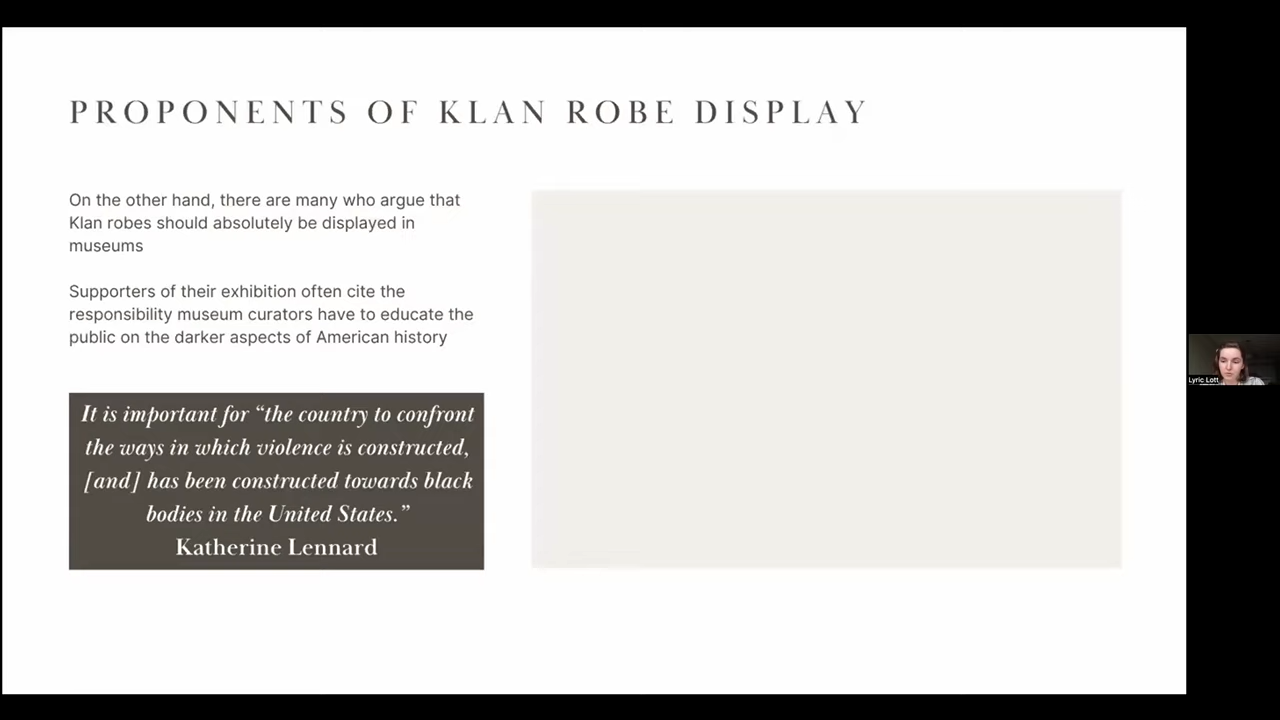 PROPONENTS OF KLAN ROBE DISPLAY
On the other hand, there are many who argue that
Klan robes should absolutely be displayed in
museums
Supporters of their exhibition often cite the
responsibility museum curators have to educate the
public on the darker aspects of American history
It is important for “the country to confront
the ways in which violence is constructed,
[and] has been constructed towards black
bodies in the United States.”
Katherine Lennard
Lyric Lott